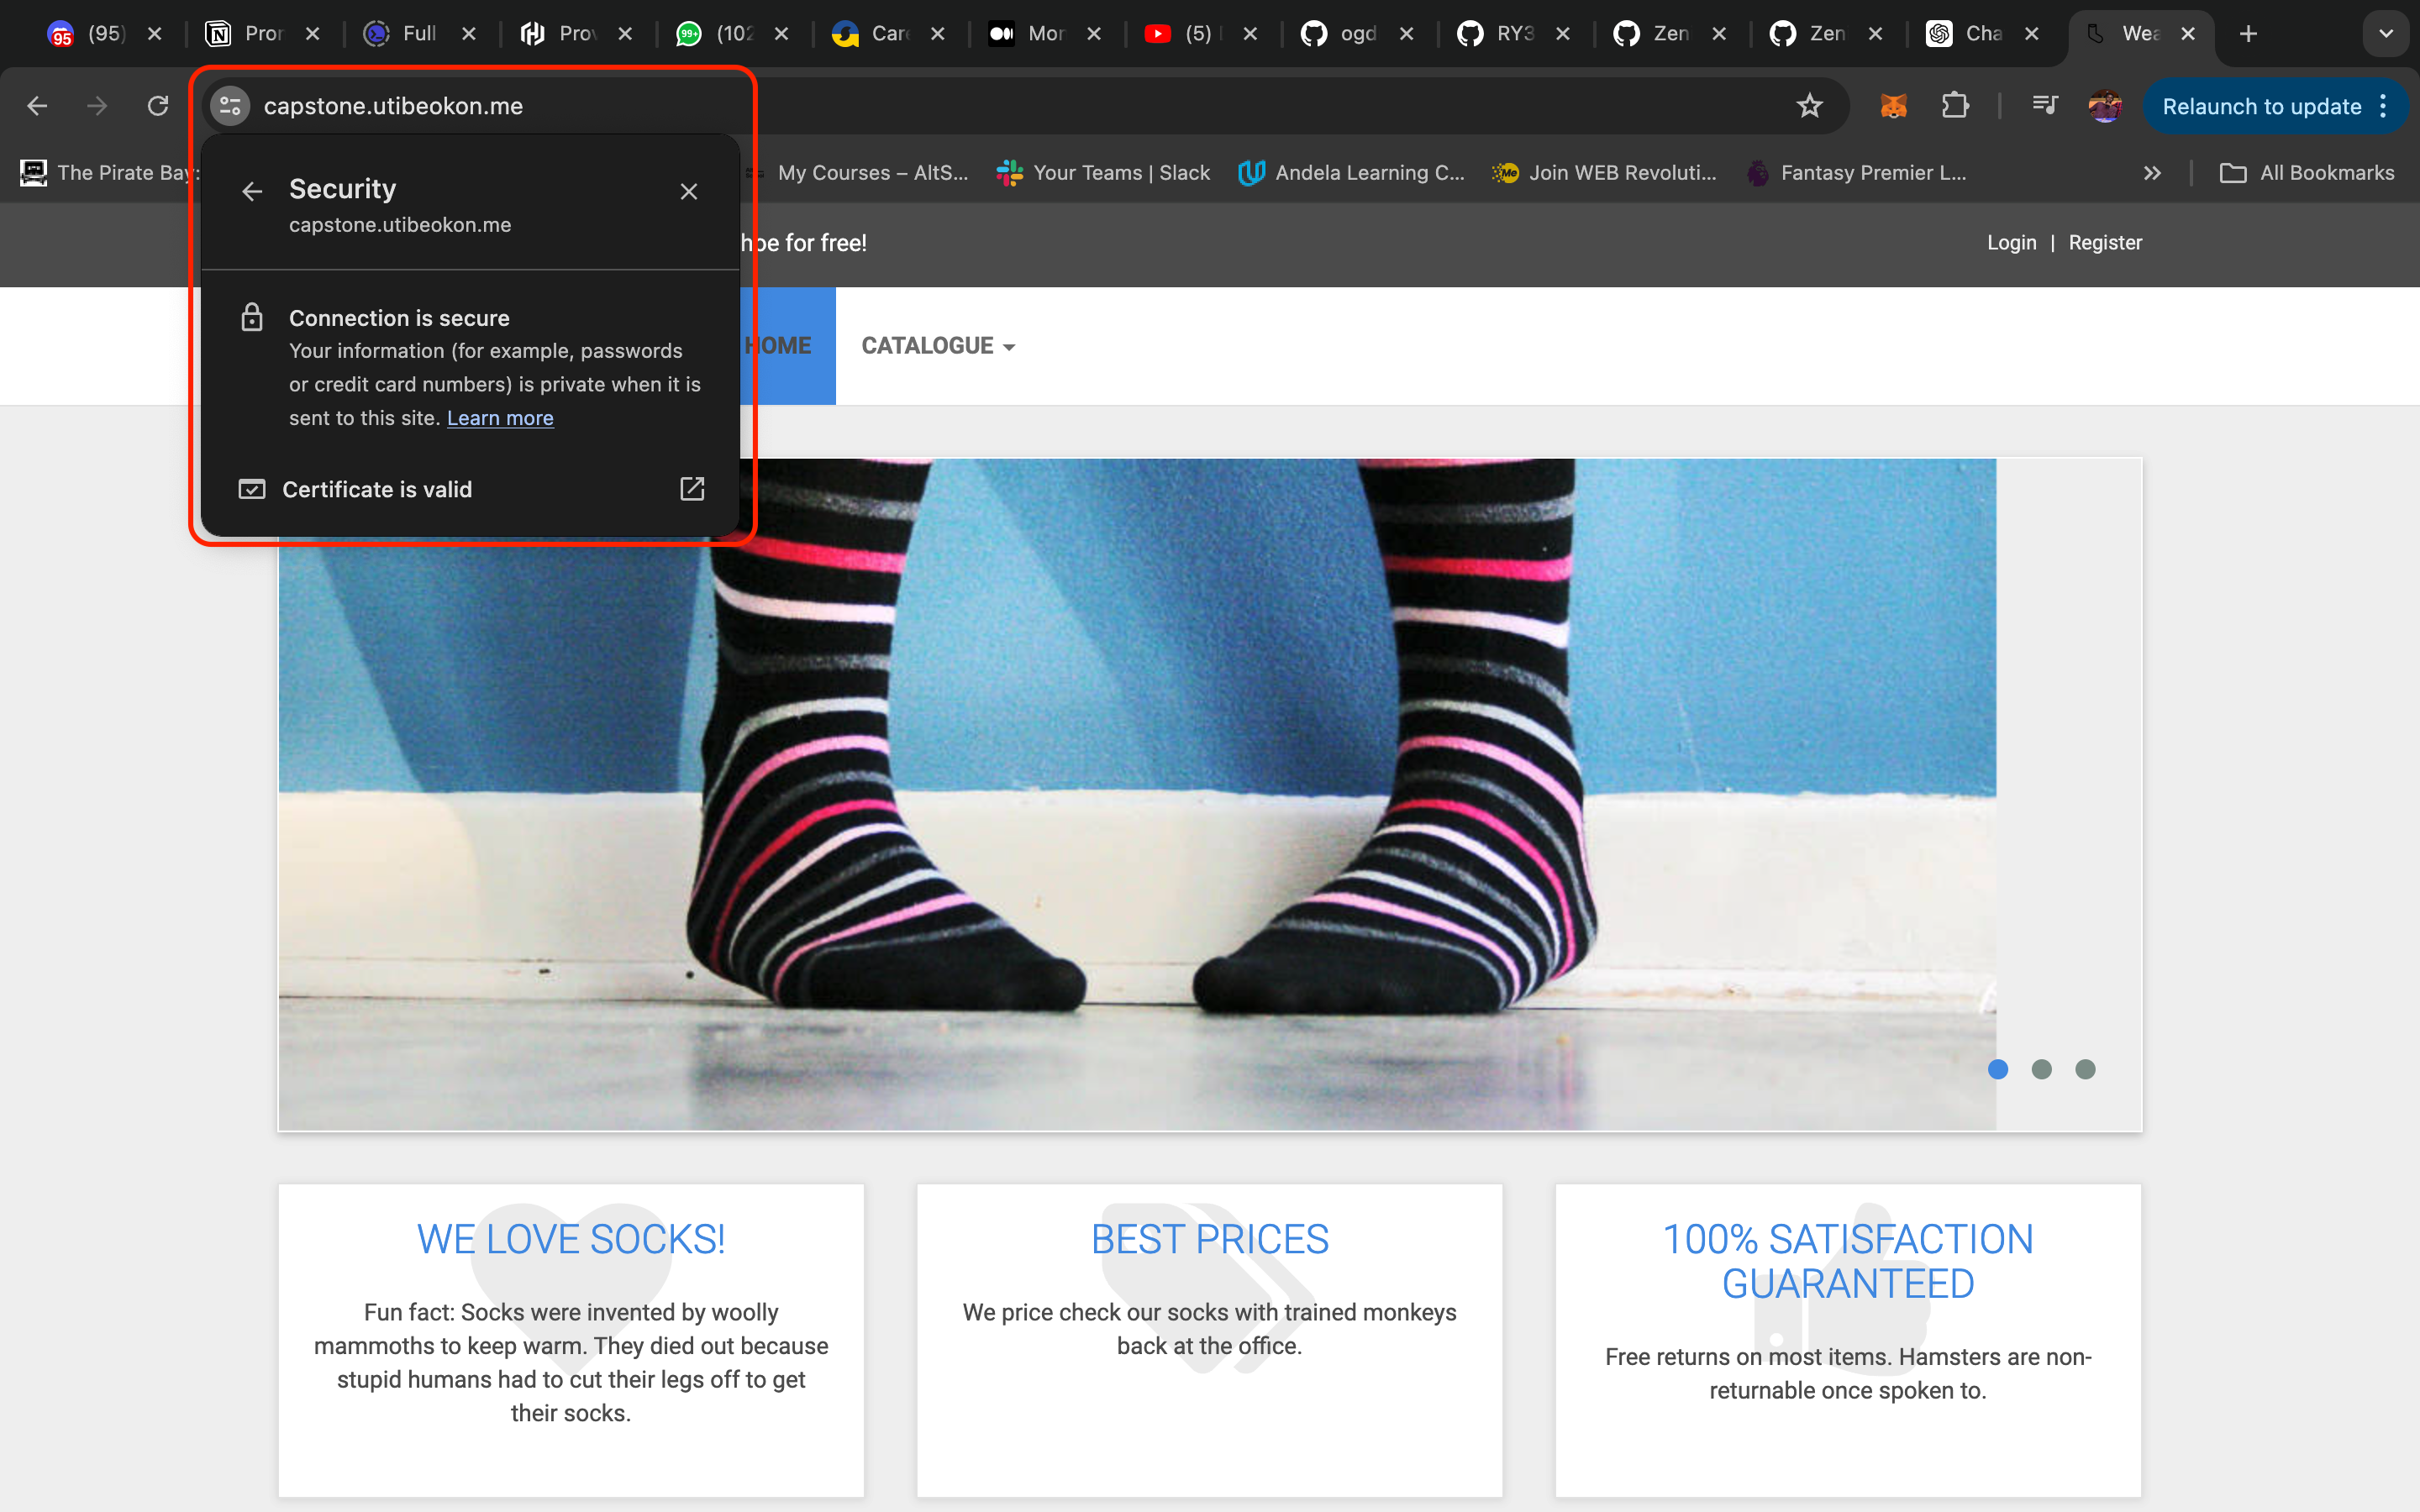 95 (95) Pror Full Prov 99+ (102 Care Mor (5) ogd RY3 Zen Zen Cha Wea
capstone.utibeokon.me Relaunch to update
The Pirate Bay: My Courses – AltS... Your Teams | Slack Andela Learning C... Me Join WEB Revoluti... Fantasy Premier L... All Bookmarks
Security
capstone.utibeokon.me
Connection is secure
Your information (for example, passwords
or credit card numbers) is private when it is
sent to this site. Learn more
Certificate is valid
hoe for free! Login | Register
HOME CATALOGUE
WE LOVE SOCKS!
Fun fact: Socks were invented by woolly
mammoths to keep warm. They died out because
stupid humans had to cut their legs off to get
their socks.
BEST PRICES
We price check our socks with trained monkeys
back at the office.
100% SATISFACTION
GUARANTEED
Free returns on most items. Hamsters are non-
returnable once spoken to.